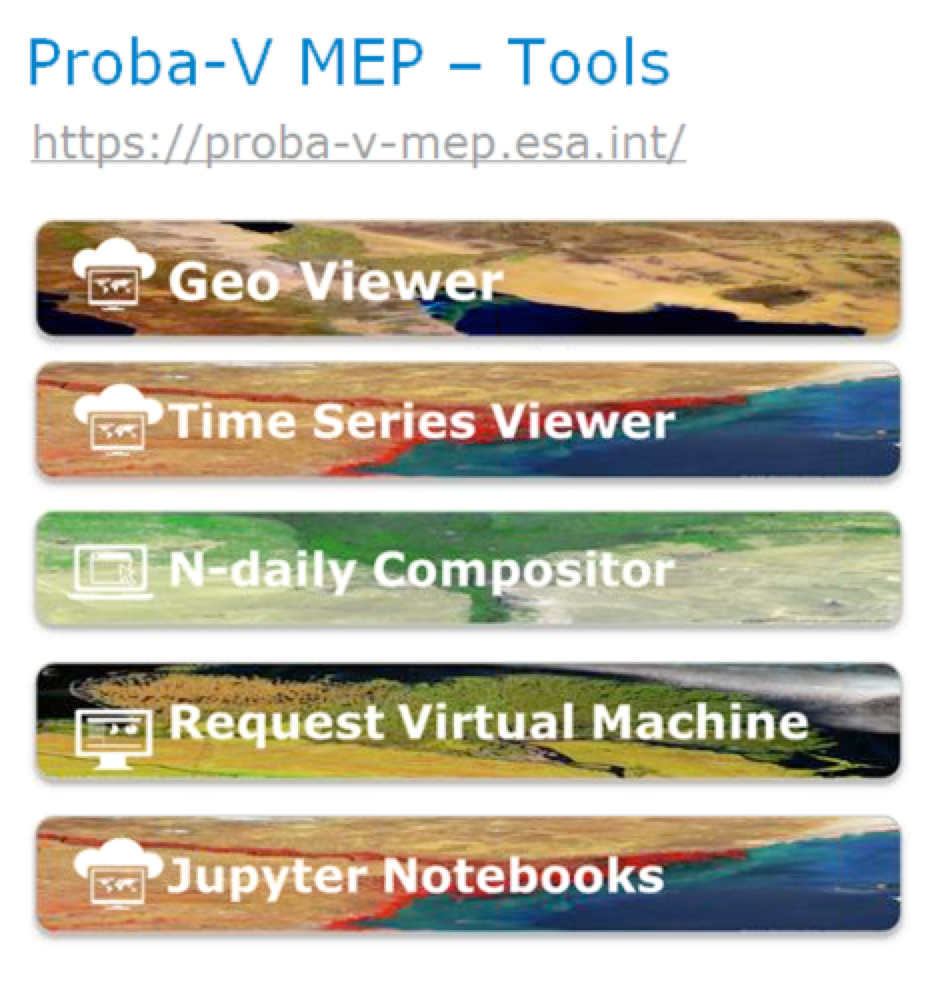 Proba-V MEP – Tools
https://proba-v-mep.esa.int/
Geo Viewer
Time Series Viewer
N-daily Compositor
Request Virtual Machine
Jupyter Notebooks